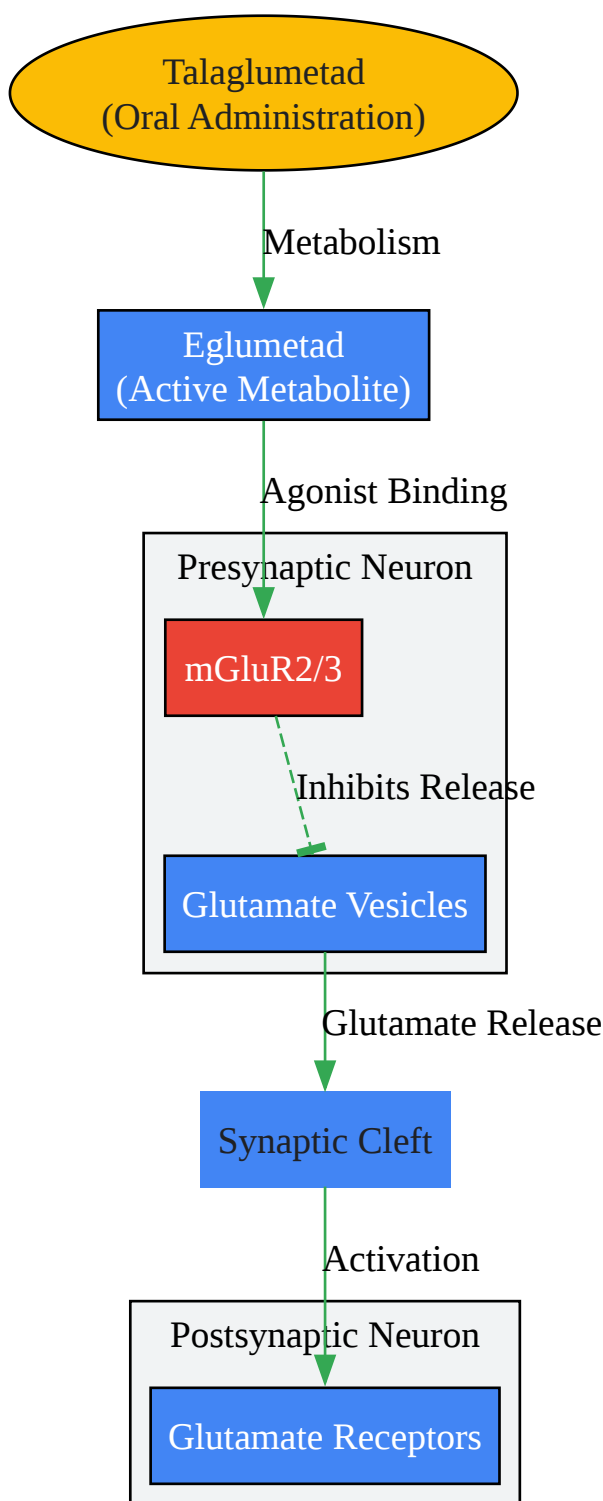 Talaglumetad
(Oral Administration)
Metabolism
Eglumetad
(Active Metabolite)
Agonist Binding
Presynaptic Neuron
mGluR2/3
Inhibits Release
Glutamate Vesicles
Glutamate Release
Synaptic Cleft
Activation
Postsynaptic Neuron
Glutamate Receptors